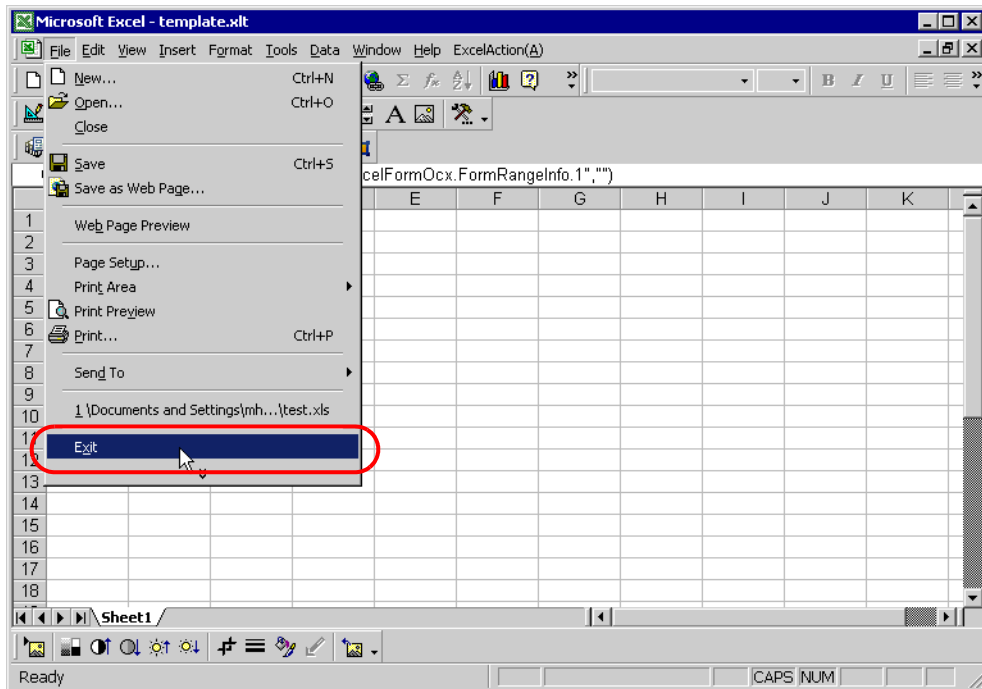 Microsoft Excel - template.xlt
File Edit View Insert Format Tools Data Window Help ExcelAction(A)
New... Ctrl+N
Open... Ctrl+O
Close
Save Ctrl+S
Save as Web Page...
Web Page Preview
Page Setup...
Print Area
Print Preview
Print... Ctrl+P
Send To
1 \Documents and Settings\mh...\test.xls
Exit
Σ fx
B I U
A
celFormOcx.FormRangeInfo.1","")
E F G H I J K
1
2
3
4
5
6
7
8
9
10
11
12
13
14
15
16
17
18
Sheet1
Ready CAPS NUM